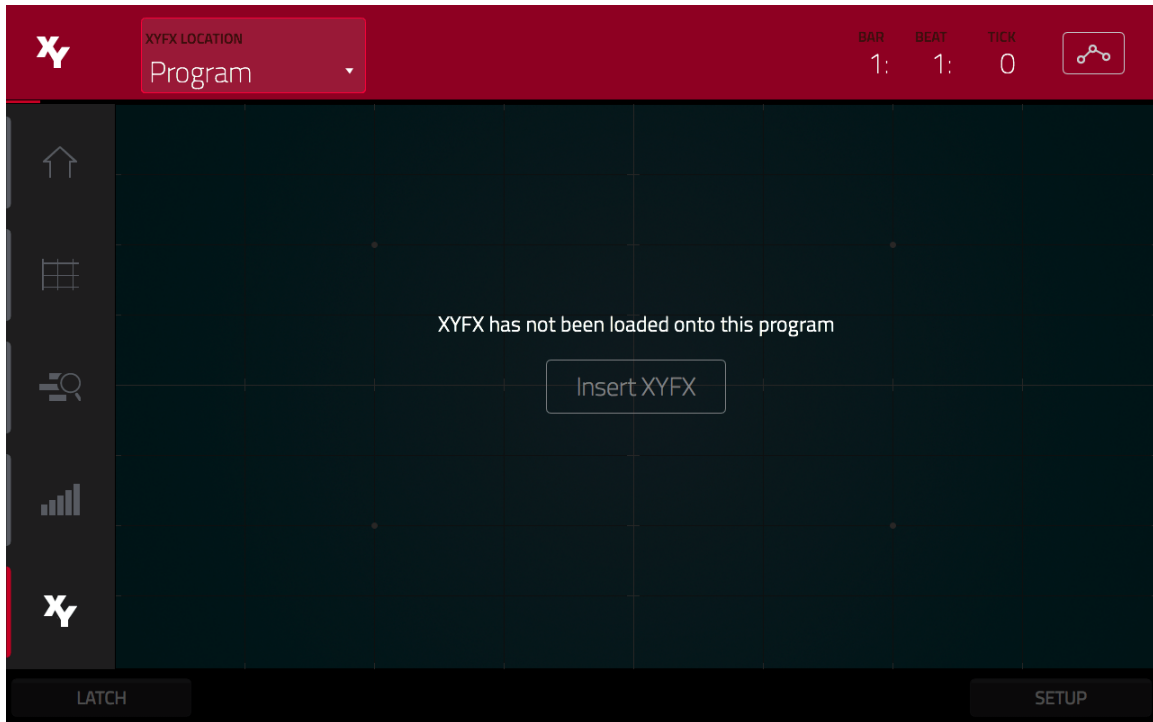 XY
XYFX LOCATION
Program
BAR BEAT TICK
1: 1: 0
XYFX has not been loaded onto this program
Insert XYFX
XY
LATCH
SETUP